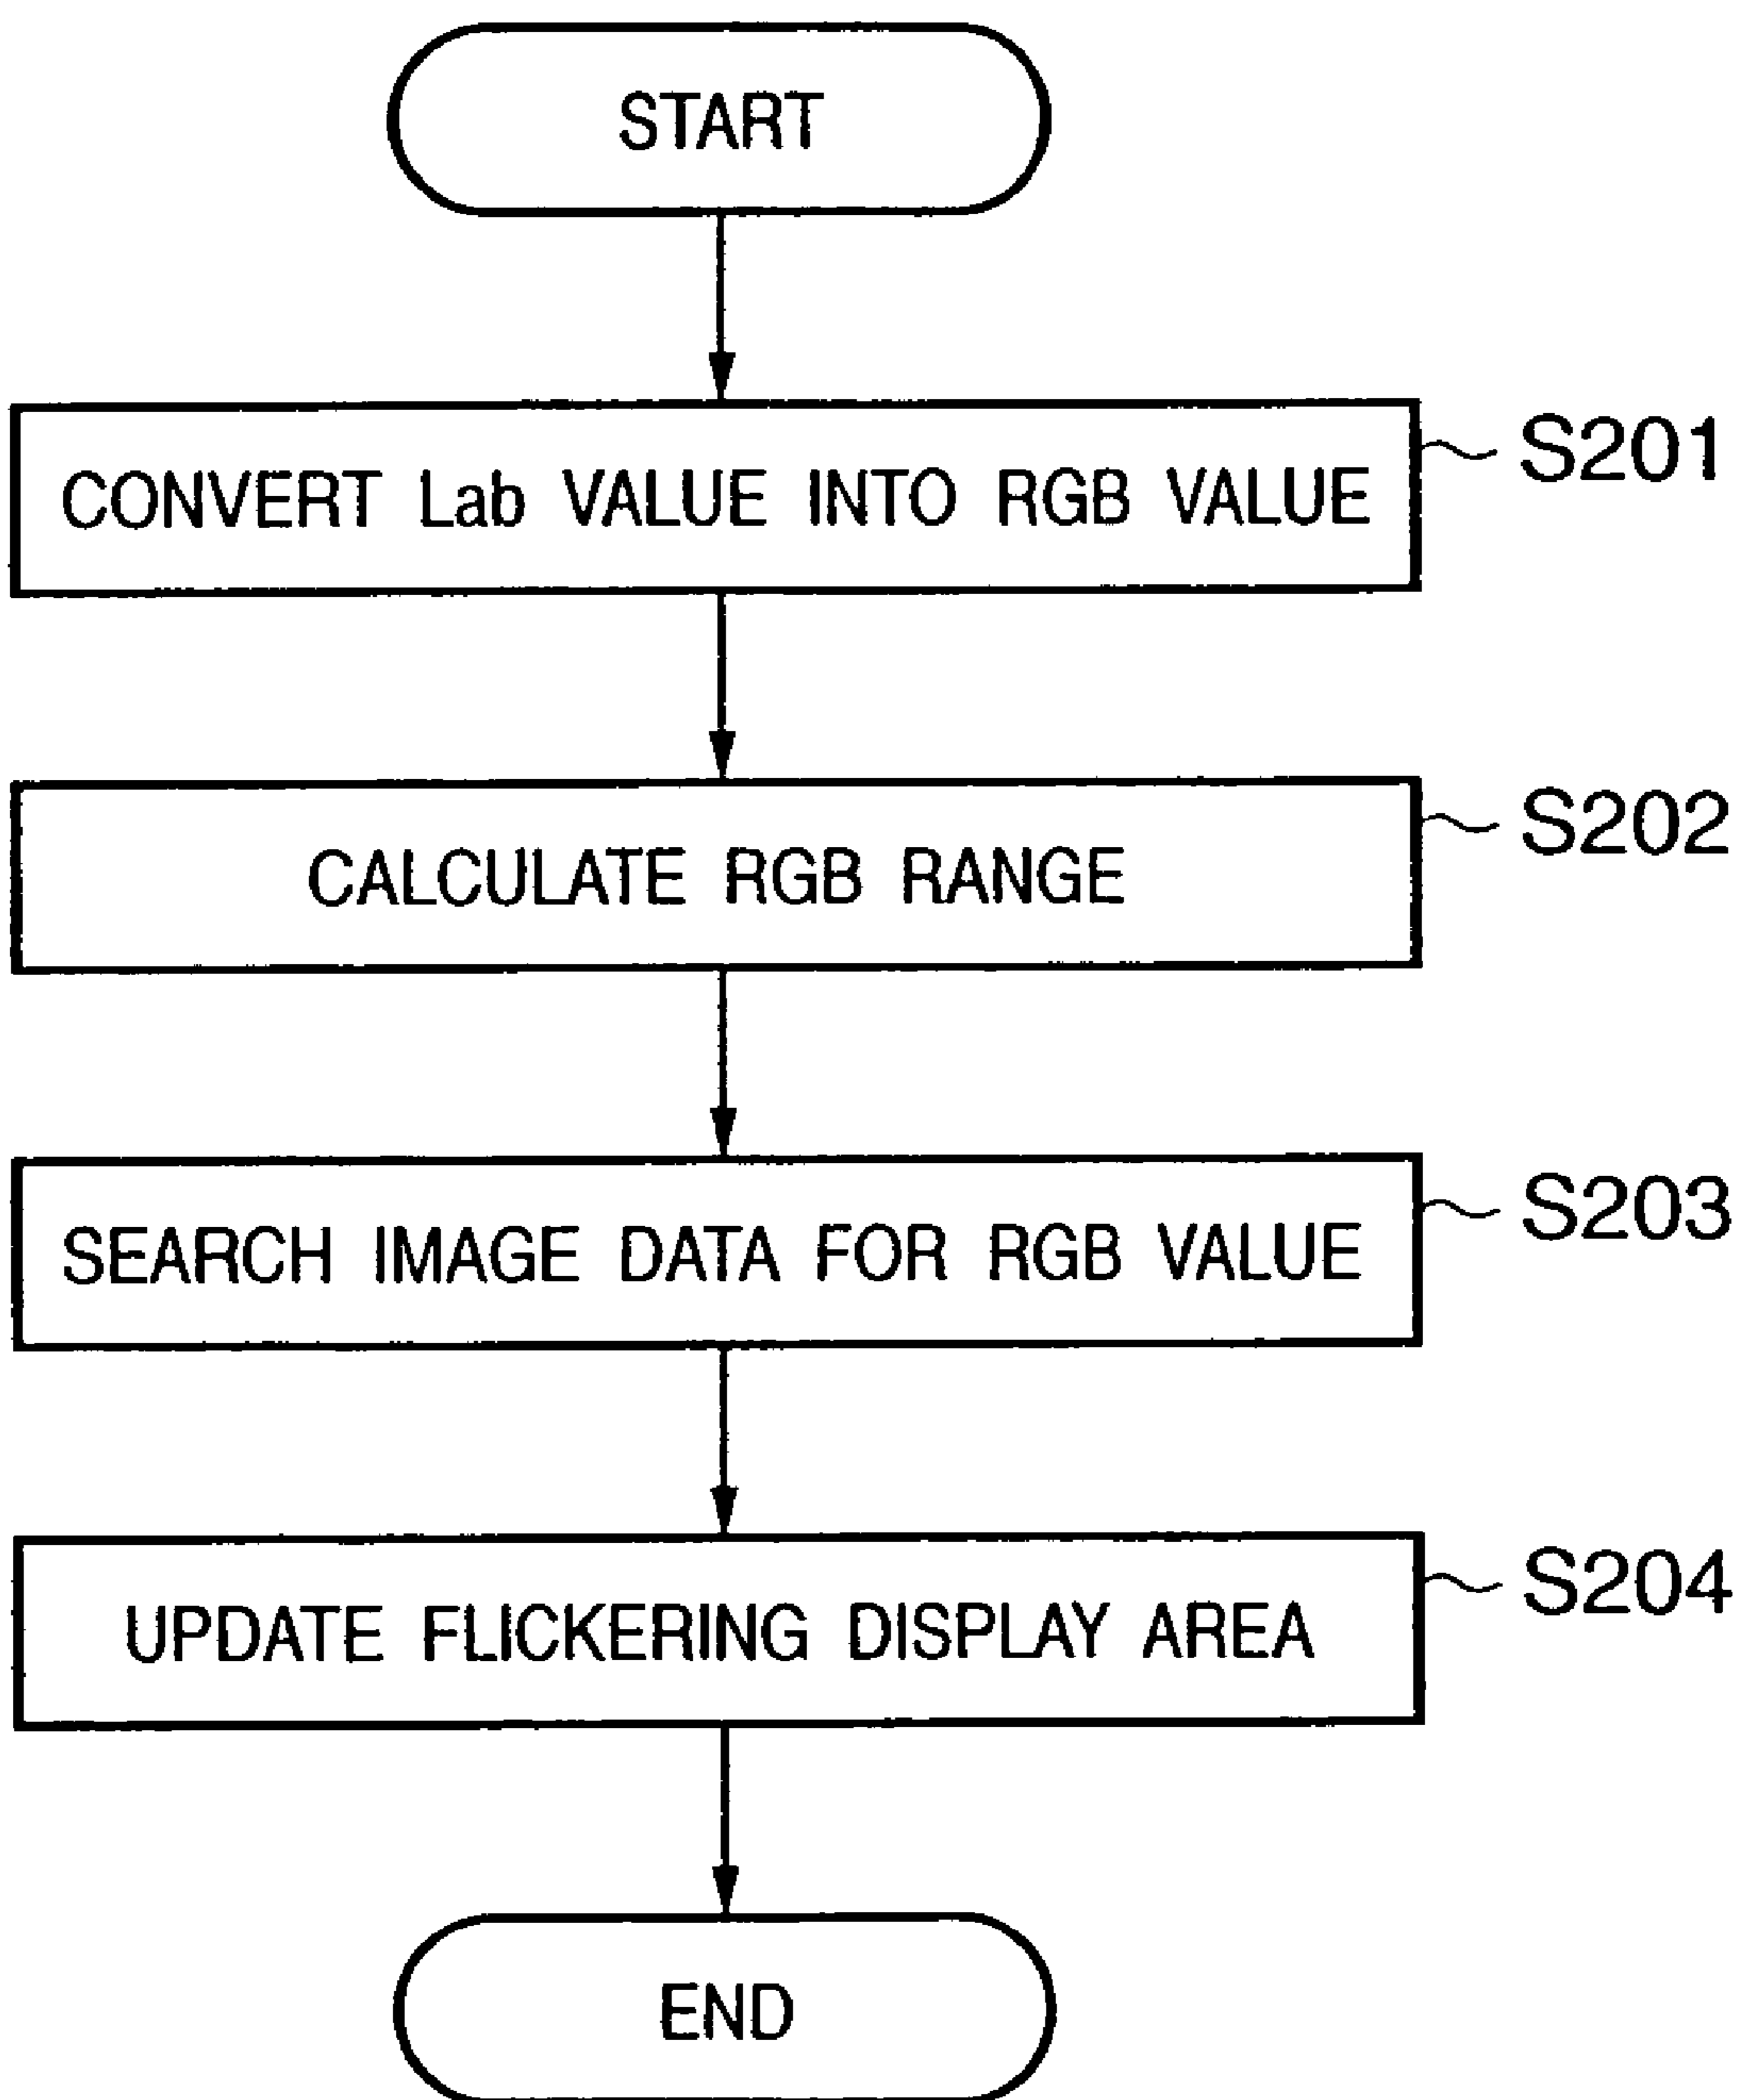 START
CONVERT Lab VALUE INTO RGB VALUE
S201
CALCULATE RGB RANGE
S202
SEARCH IMAGE DATA FOR RGB VALUE
S203
UPDATE FLICKERING DISPLAY AREA
S204
END